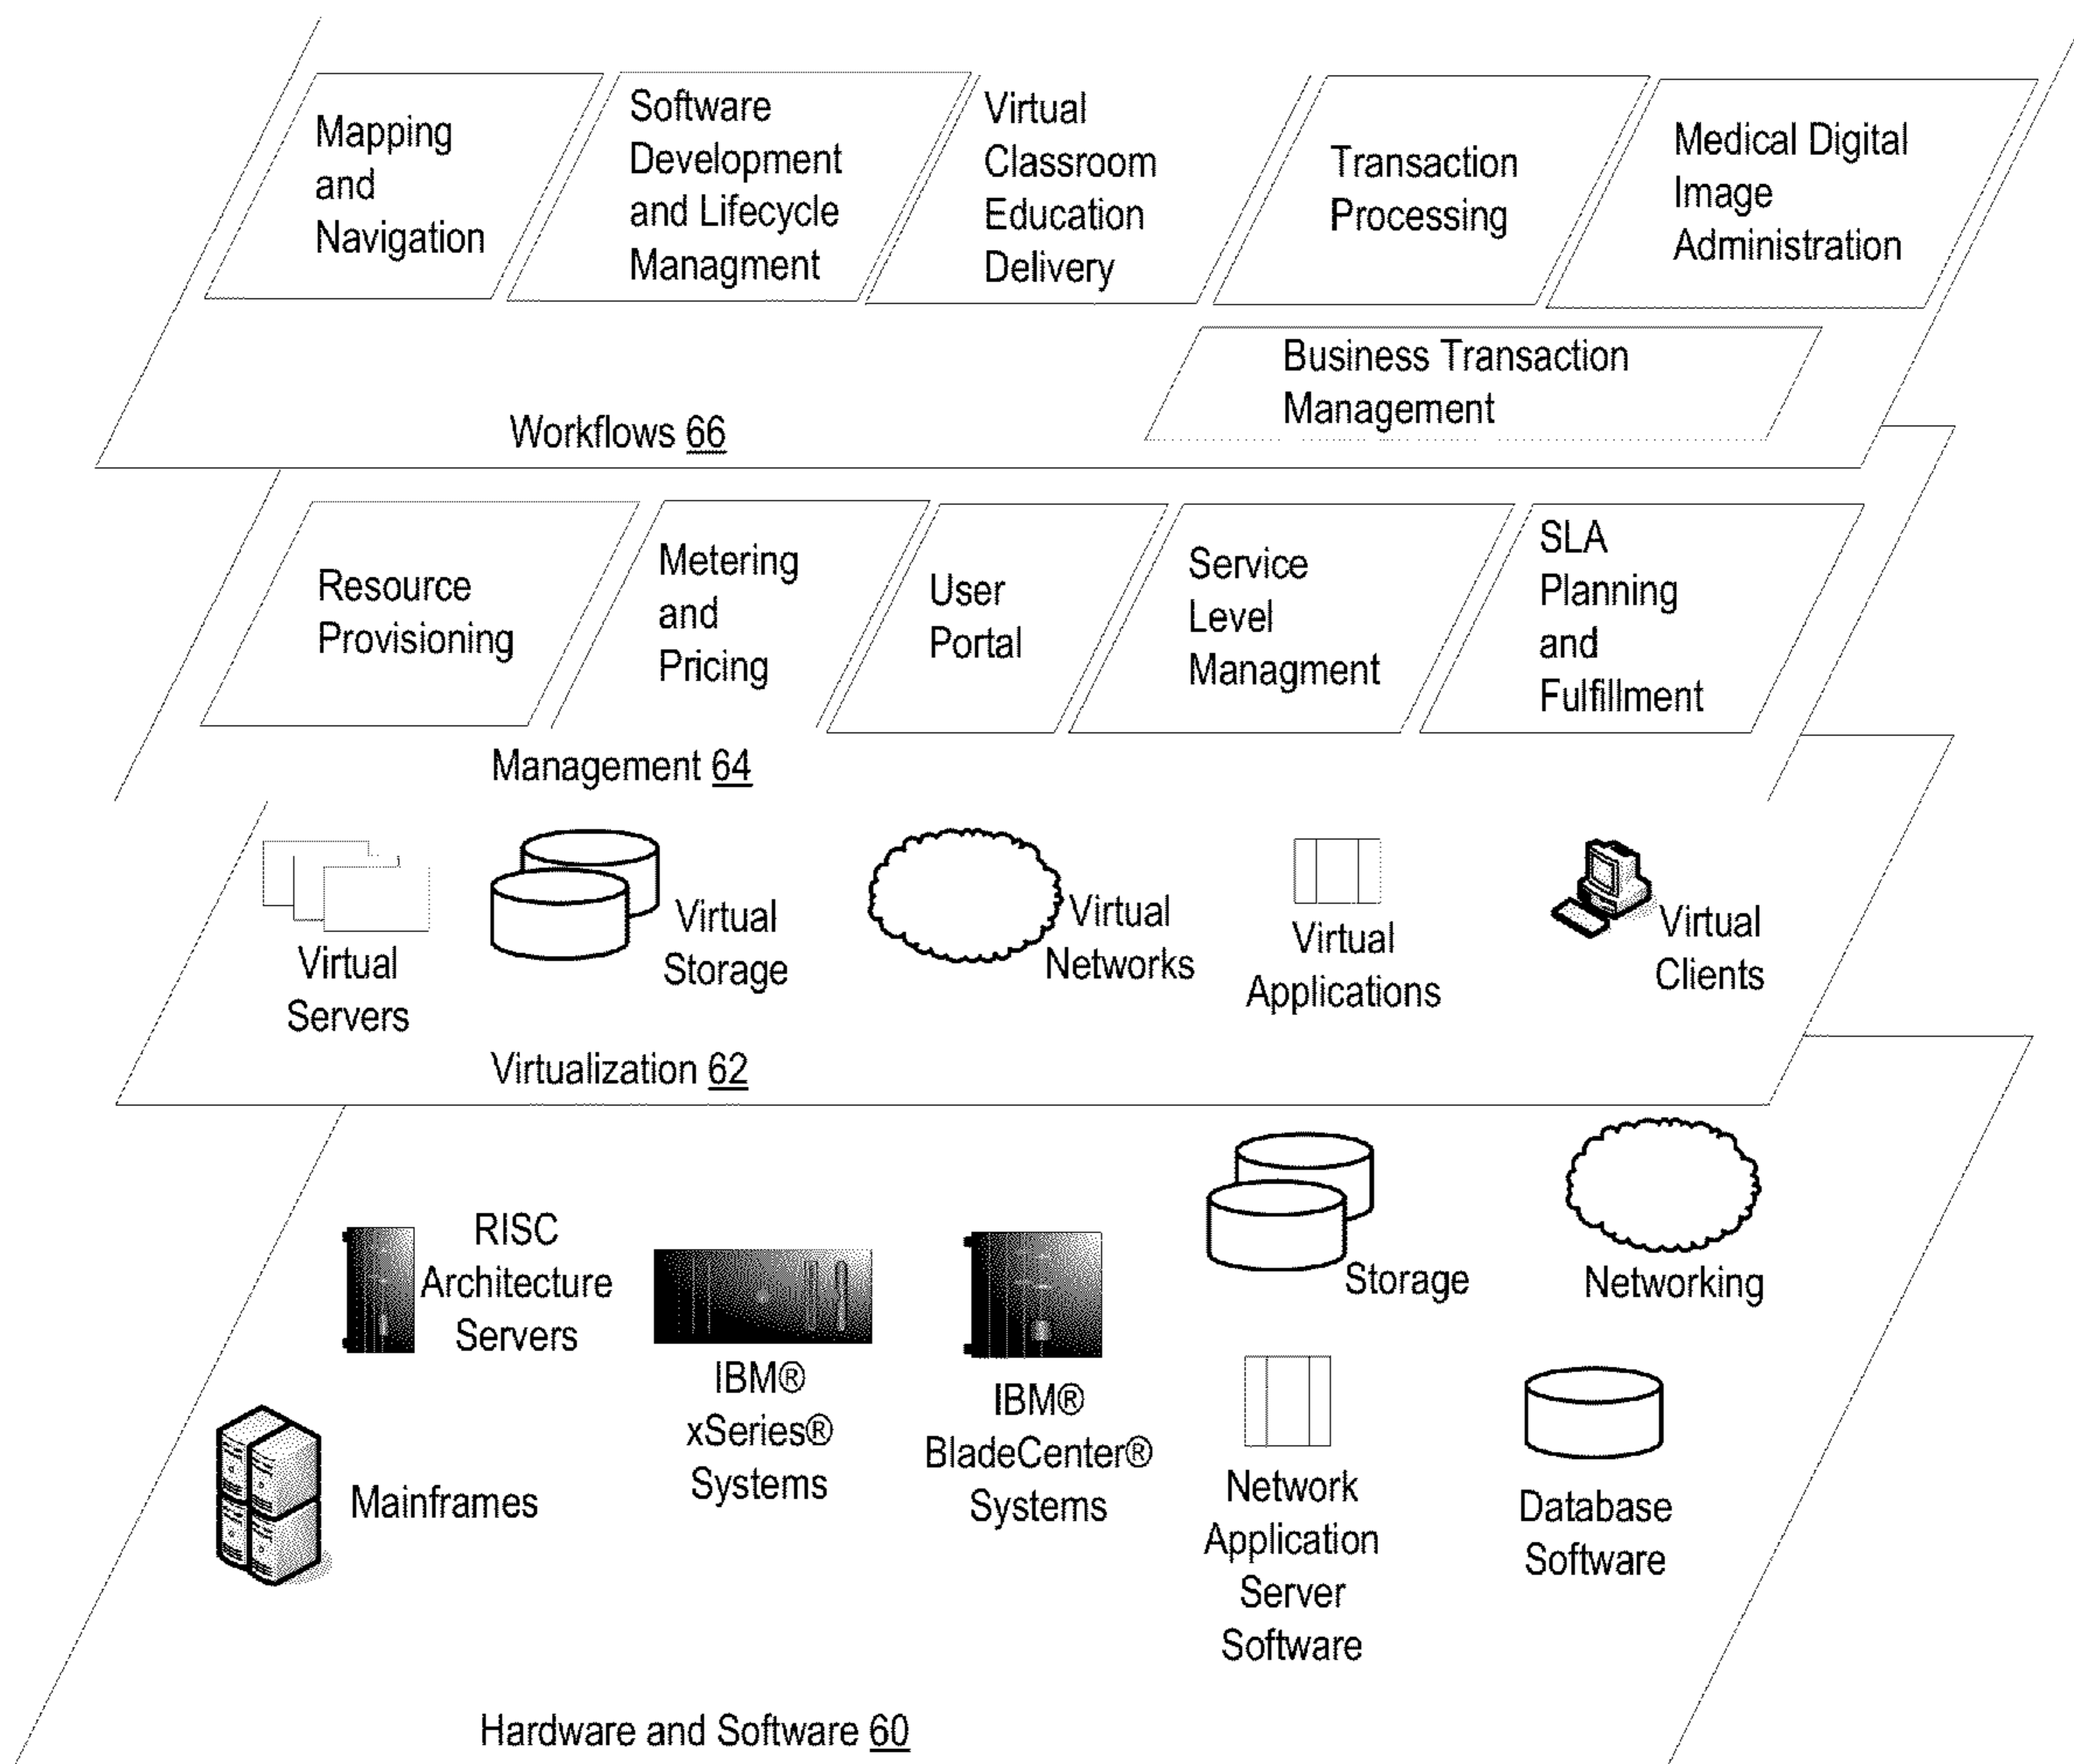 Mapping
and
Navigation
Software
Development
and Lifecycle
Managment
Virtual
Classroom
Education
Delivery
Transaction
Processing
Medical Digital
Image
Administration
Business Transaction
Management
Workflows 66
Resource
Provisioning
Metering
and
Pricing
User
Portal
Service
Level
Managment
SLA
Planning
and
Fulfillment
Management 64
Virtual
Servers
Virtual
Storage
Virtual
Networks
Virtual
Applications
Virtual
Clients
Virtualization 62
RISC
Architecture
Servers
Storage
Networking
Mainframes
IBM®
xSeries®
Systems
IBM®
BladeCenter®
Systems
Network
Application
Server
Software
Database
Software
Hardware and Software 60